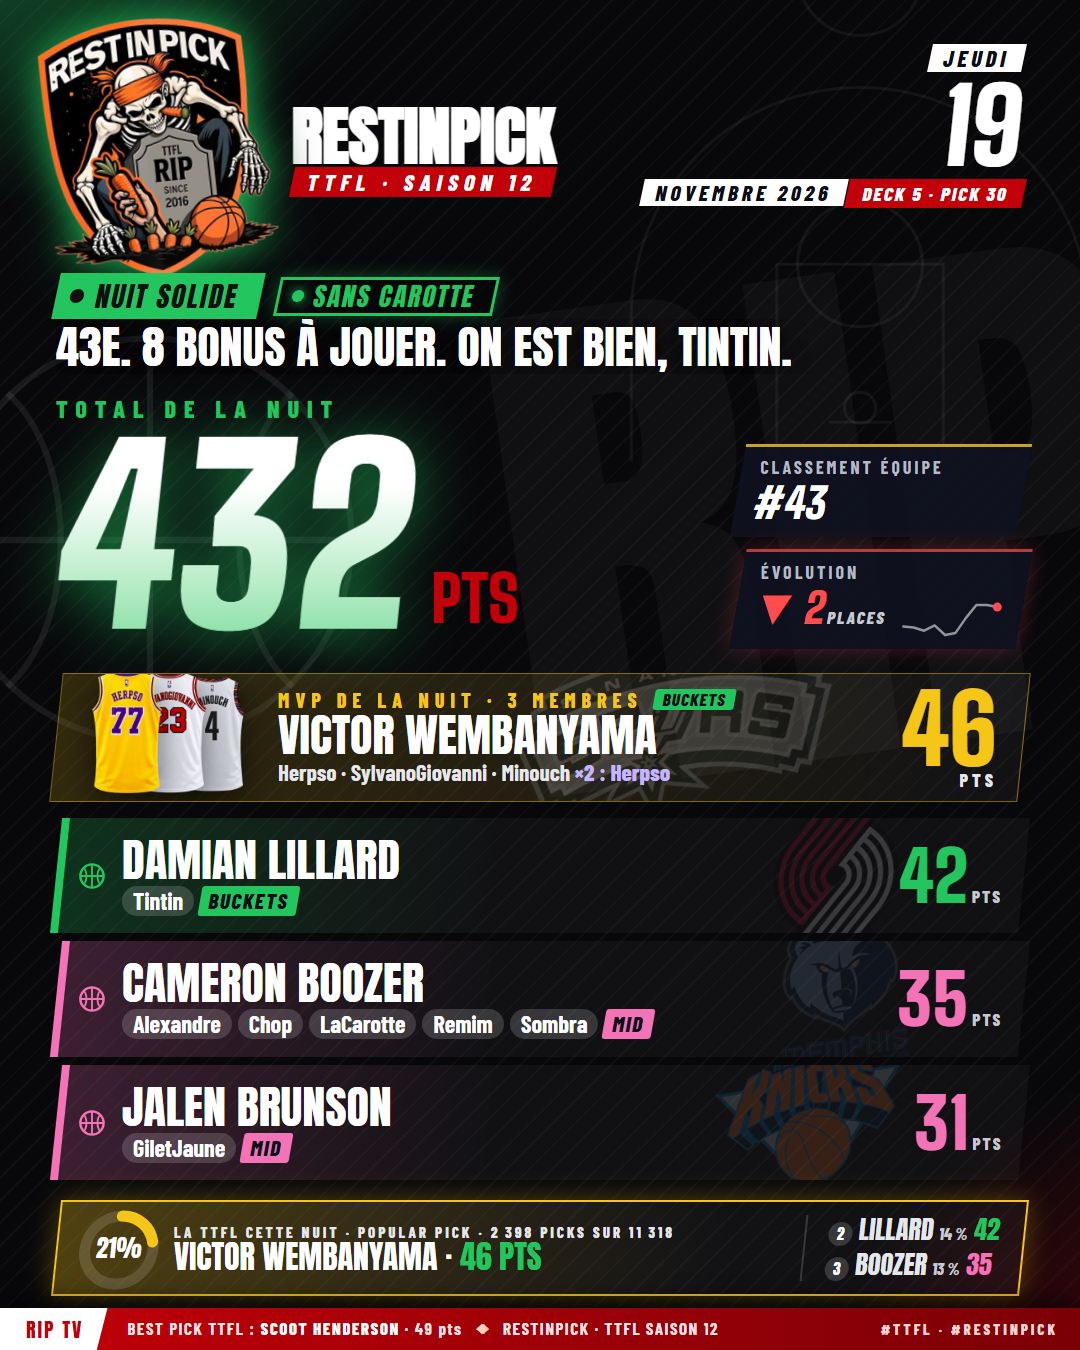 REST IN PICK
TTFL
RIP
SINCE
2016
RESTINPICK
TTFL · SAISON 12
JEUDI
19
NOVEMBRE 2026
DECK 5 · PICK 30
NUIT SOLIDE
SANS CAROTTE
43E. 8 BONUS À JOUER. ON EST BIEN, TINTIN.
TOTAL DE LA NUIT
432 PTS
CLASSEMENT ÉQUIPE
#43
ÉVOLUTION
▼ 2 PLACES
HERPSO
77
23
MINOUCH
4
MVP DE LA NUIT · 3 MEMBRES BUCKETS
VICTOR WEMBANYAMA
Herpso · SylvanoGiovanni · Minouch ×2 : Herpso
46
PTS
DAMIAN LILLARD
Tintin BUCKETS
42 PTS
CAMERON BOOZER
Alexandre Chop LaCarotte Remim Sombra MID
35 PTS
MEMPHIS
JALEN BRUNSON
GiletJaune MID
KNICKS
31 PTS
21%
LA TTFL CETTE NUIT · POPULAR PICK · 2 398 PICKS SUR 11 318
VICTOR WEMBANYAMA · 46 PTS
2 LILLARD 14 % 42
3 BOOZER 13 % 35
RIP TV
BEST PICK TTFL : SCOOT HENDERSON · 49 pts ◆ RESTINPICK · TTFL SAISON 12
#TTFL · #RESTINPICK